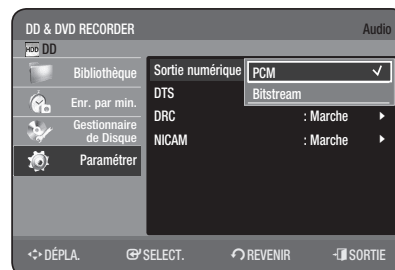 DD & DVD RECORDER Audio
HDD DD
Bibliothèque
Enr. par min.
Gestionnaire
de Disque
Paramétrer
Sortie numérique PCM ✓
Bitstream
DTS
DRC : Marche ►
NICAM : Marche ►
DÉPLA. SELECT. REVENIR SORTIE